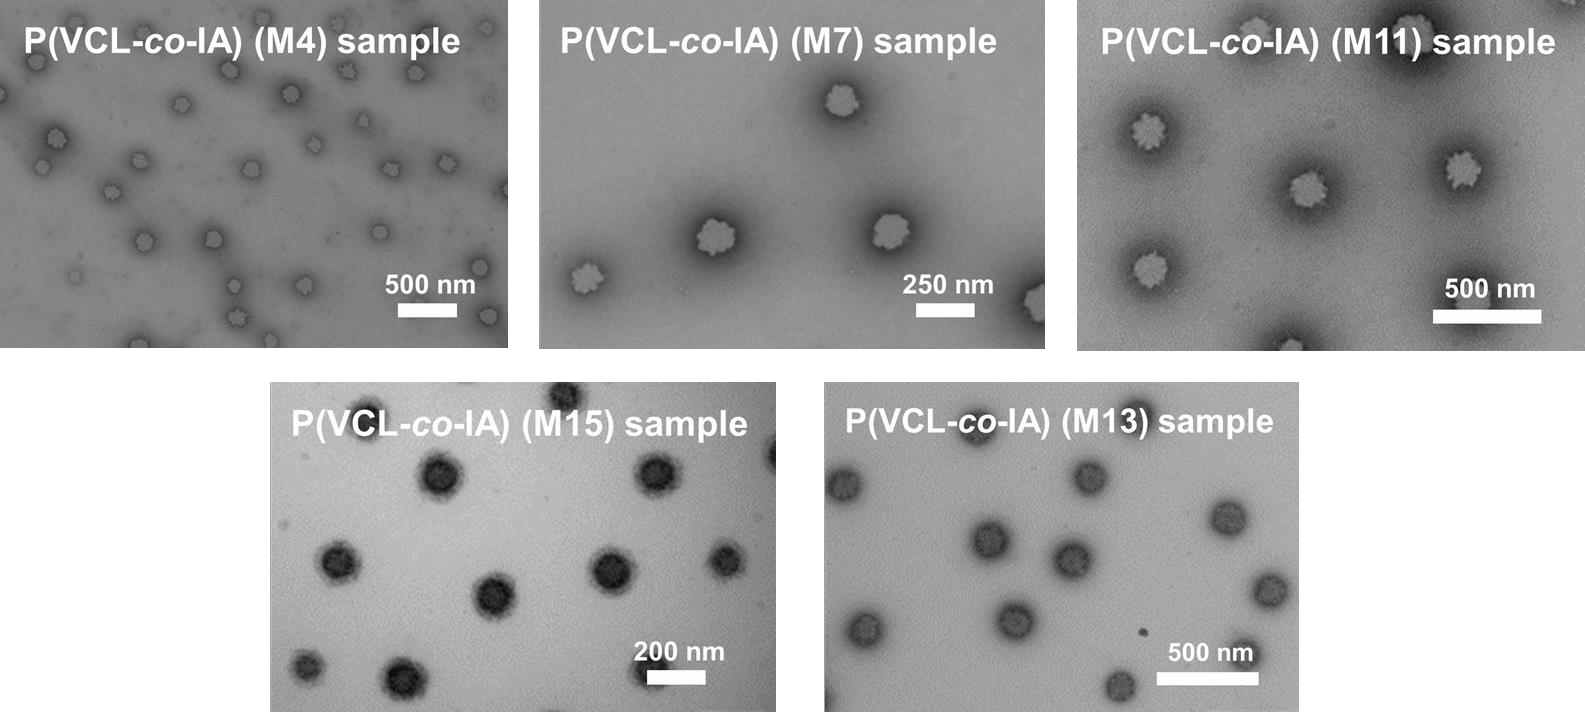 P(VCL-co-IA) (M4) sample
500 nm
P(VCL-co-IA) (M7) sample
250 nm
P(VCL-co-IA) (M11) sample
500 nm
P(VCL-co-IA) (M15) sample
200 nm
P(VCL-co-IA) (M13) sample
500 nm